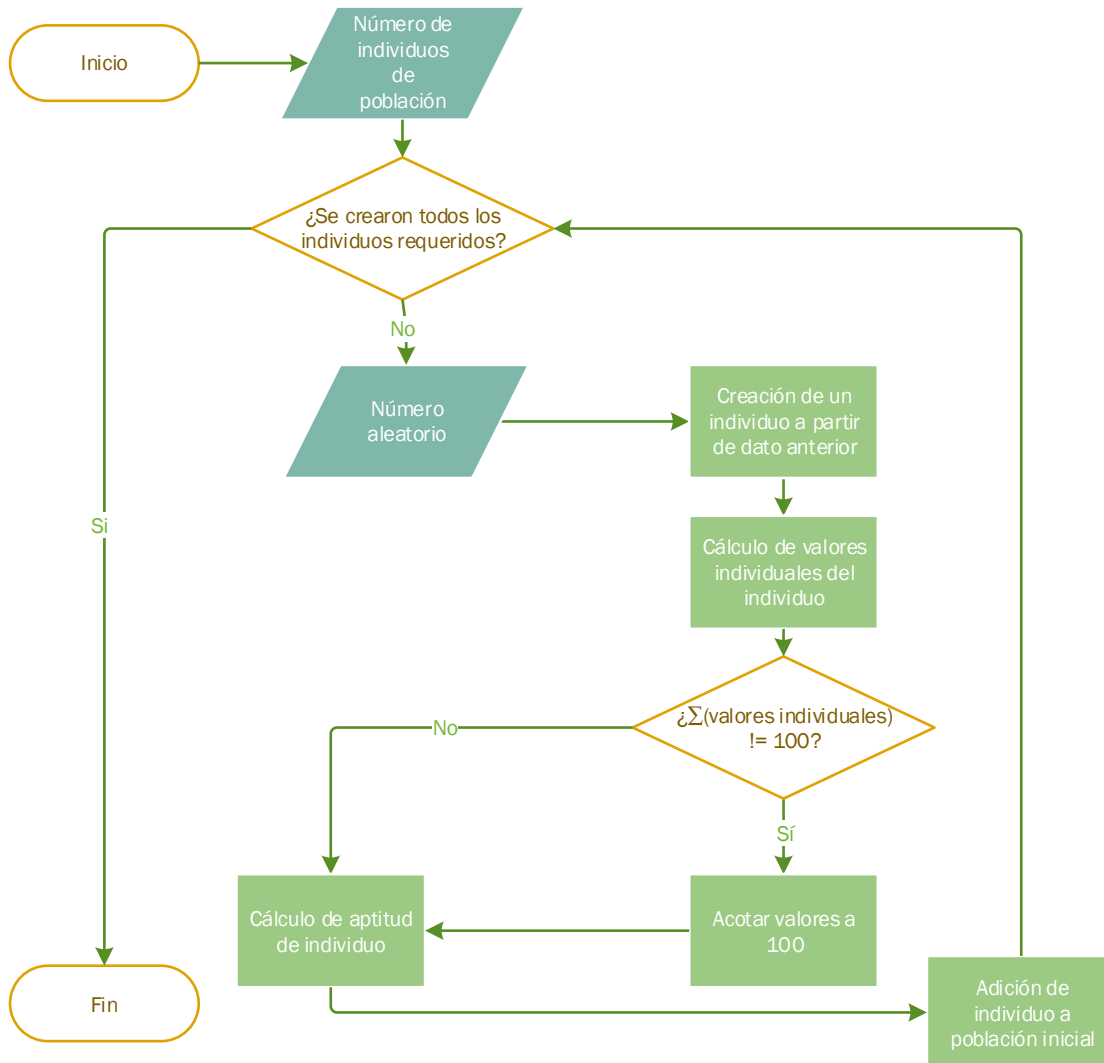 Inicio
Número de
individuos
de
población
¿Se crearon todos los
individuos requeridos?
No
Número
aleatorio
Creación de un
individuo a partir
de dato anterior
Si
Cálculo de valores
individuales del
individuo
¿∑(valores individuales)
!= 100?
No
Sí
Cálculo de aptitud
de individuo
Acotar valores a
100
Adición de
individuo a
población inicial
Fin